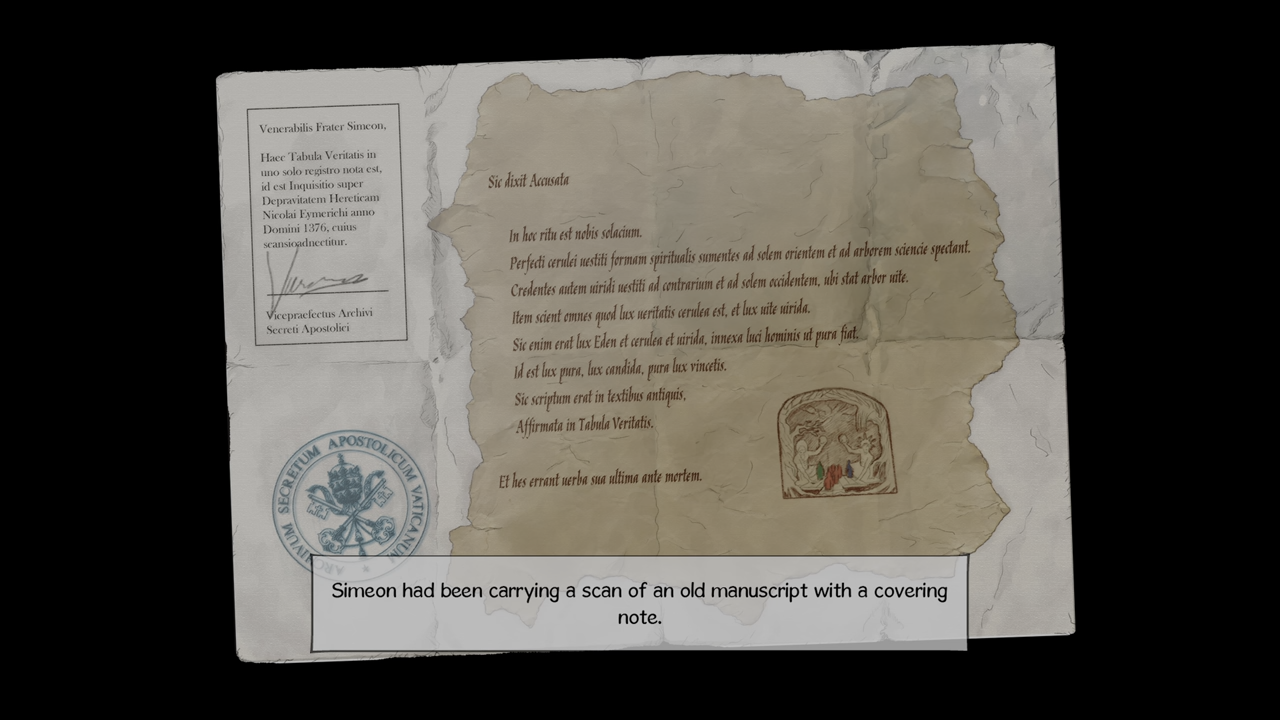 Venerabilis Frater Simeon,
Haec Tabula Veritatis in
uno solo registro nota est,
id est Inquisitio super
Depravitatem Hereticam
Nicolai Eymerichi anno
Domini 1376, cuius
scansioadnectitur.
Vicepraefectus Archivi
Secreti Apostolici
SECRETUM APOSTOLICUM VATICANUM
ARCHIVUM
Sic dixit Accusata
In hoc ritu est nobis solacium.
Perfecti cerulei uestiti formam spiritualis sumentes ad solem orientem et ad arborem sciencie spectant.
Credentes autem uiridi uestiti ad contrarium et ad solem occidentem, ubi stat arbor uite.
Item scient omnes quod lux ueritatis cerulea est, et lux uite uirida.
Sic enim erat lux Eden et cerulea et uirida, innexa luci hominis ut pura fiat.
Id est lux pura, lux candida, pura lux vincetis.
Sic scriptum erat in textibus antiquis,
Affirmata in Tabula Veritatis.
Et hes errant uerba sua ultima ante mortem.
Simeon had been carrying a scan of an old manuscript with a covering
note.